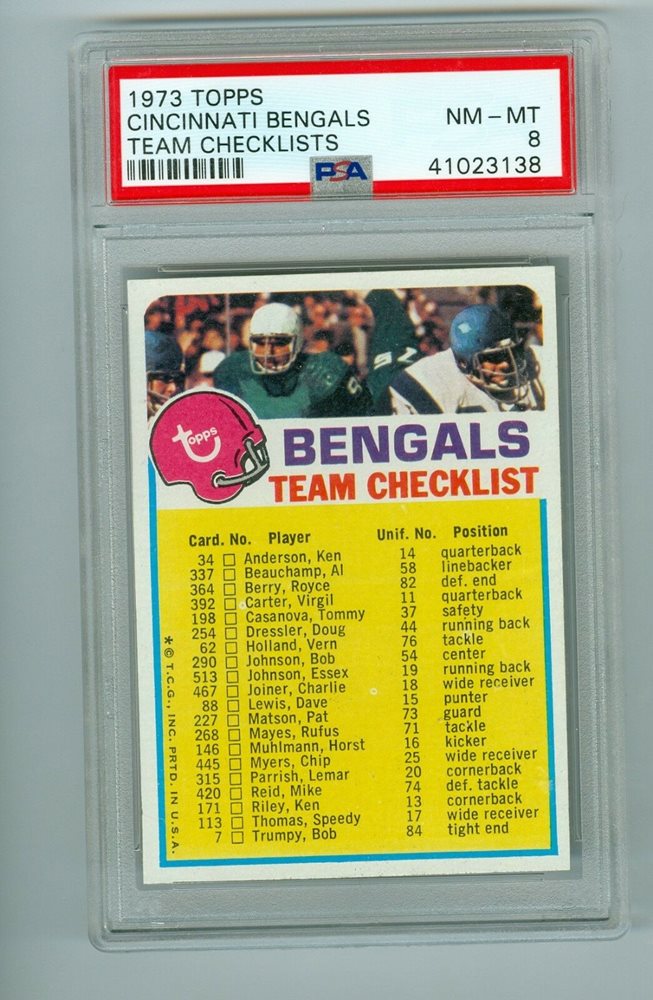 1973 TOPPS
CINCINNATI BENGALS NM-MT
TEAM CHECKLISTS 8
PSA 41023138
topps
BENGALS
TEAM CHECKLIST
Card. No. Player Unif. No. Position
34 Anderson, Ken 14 quarterback
337 Beauchamp, Al 58 linebacker
364 Berry, Royce 82 def. end
392 Carter, Virgil 11 quarterback
198 Casanova, Tommy 37 safety
254 Dressler, Doug 44 running back
62 Holland, Vern 76 tackle
290 Johnson, Bob 54 center
513 Johnson, Essex 19 running back
467 Joiner, Charlie 18 wide receiver
88 Lewis, Dave 15 punter
227 Matson, Pat 73 guard
268 Mayes, Rufus 71 tackle
146 Muhlmann, Horst 16 kicker
445 Myers, Chip 25 wide receiver
315 Parrish, Lemar 20 cornerback
420 Reid, Mike 74 def. tackle
171 Riley, Ken 13 cornerback
113 Thomas, Speedy 17 wide receiver
7 Trumpy, Bob 84 tight end
*© T.C.G., INC. PRTD. IN U.S.A.